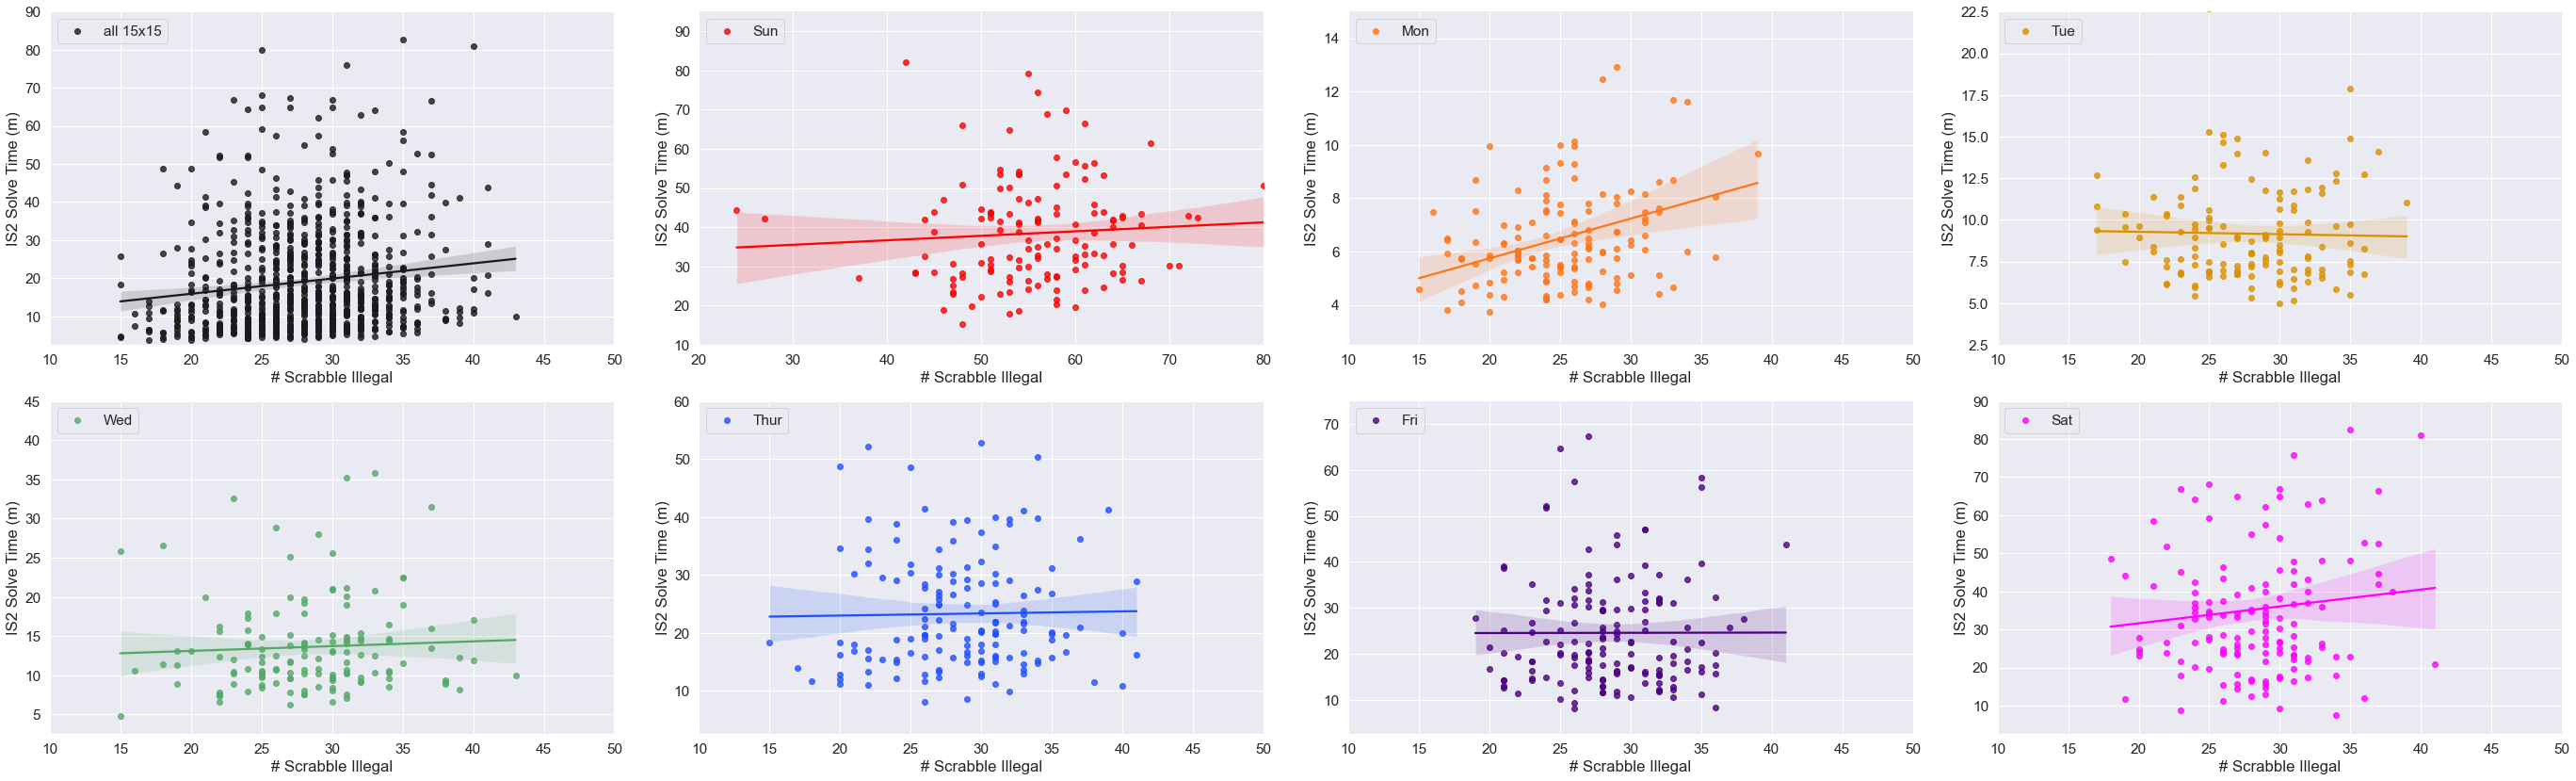 all 15x15
IS2 Solve Time (m)
90
80
70
60
50
40
30
20
10
10 15 20 25 30 35 40 45 50
# Scrabble Illegal
Sun
IS2 Solve Time (m)
90
80
70
60
50
40
30
20
10
20 30 40 50 60 70 80
# Scrabble Illegal
Mon
IS2 Solve Time (m)
14
12
10
8
6
4
10 15 20 25 30 35 40 45 50
# Scrabble Illegal
Tue
IS2 Solve Time (m)
22.5
20.0
17.5
15.0
12.5
10.0
7.5
5.0
2.5
10 15 20 25 30 35 40 45 50
# Scrabble Illegal
Wed
IS2 Solve Time (m)
45
40
35
30
25
20
15
10
5
10 15 20 25 30 35 40 45 50
# Scrabble Illegal
Thur
IS2 Solve Time (m)
60
50
40
30
20
10
10 15 20 25 30 35 40 45 50
# Scrabble Illegal
Fri
IS2 Solve Time (m)
70
60
50
40
30
20
10
10 15 20 25 30 35 40 45 50
# Scrabble Illegal
Sat
IS2 Solve Time (m)
90
80
70
60
50
40
30
20
10
10 15 20 25 30 35 40 45 50
# Scrabble Illegal